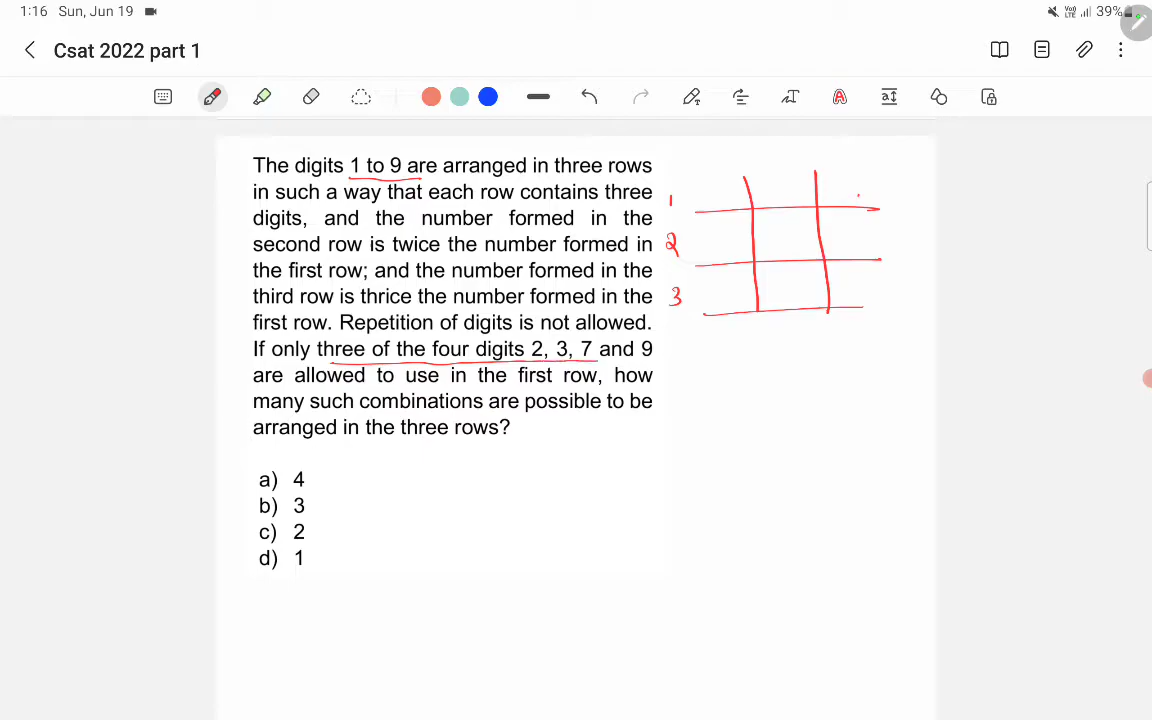 1:16 Sun, Jun 19 39%
Csat 2022 part 1
The digits 1 to 9 are arranged in three rows
in such a way that each row contains three
digits, and the number formed in the
second row is twice the number formed in
the first row; and the number formed in the
third row is thrice the number formed in the
first row. Repetition of digits is not allowed.
If only three of the four digits 2, 3, 7 and 9
are allowed to use in the first row, how
many such combinations are possible to be
arranged in the three rows?
a) 4
b) 3
c) 2
d) 1
1
2
3